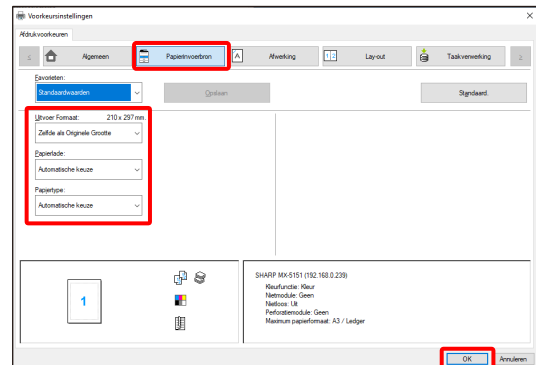 Voorkeursinstellingen
Afdrukvoorkeuren
Algemeen Papierinvoerbron Afwerking Lay-out Taakverwerking
Favorieten:
Standaardwaarden Opslaan Standaard.
Uitvoer Formaat: 210 x 297 mm.
Zelfde als Originele Grootte
Papierlade:
Automatische keuze
Papiertype:
Automatische keuze
1
SHARP MX-5151 (192.168.0.239)
Kleurfunctie: Kleur
Nietmodule: Geen
Nietloos: Uit
Perforatiemodule: Geen
Maximum papierformaat: A3 / Ledger
OK Annuleren